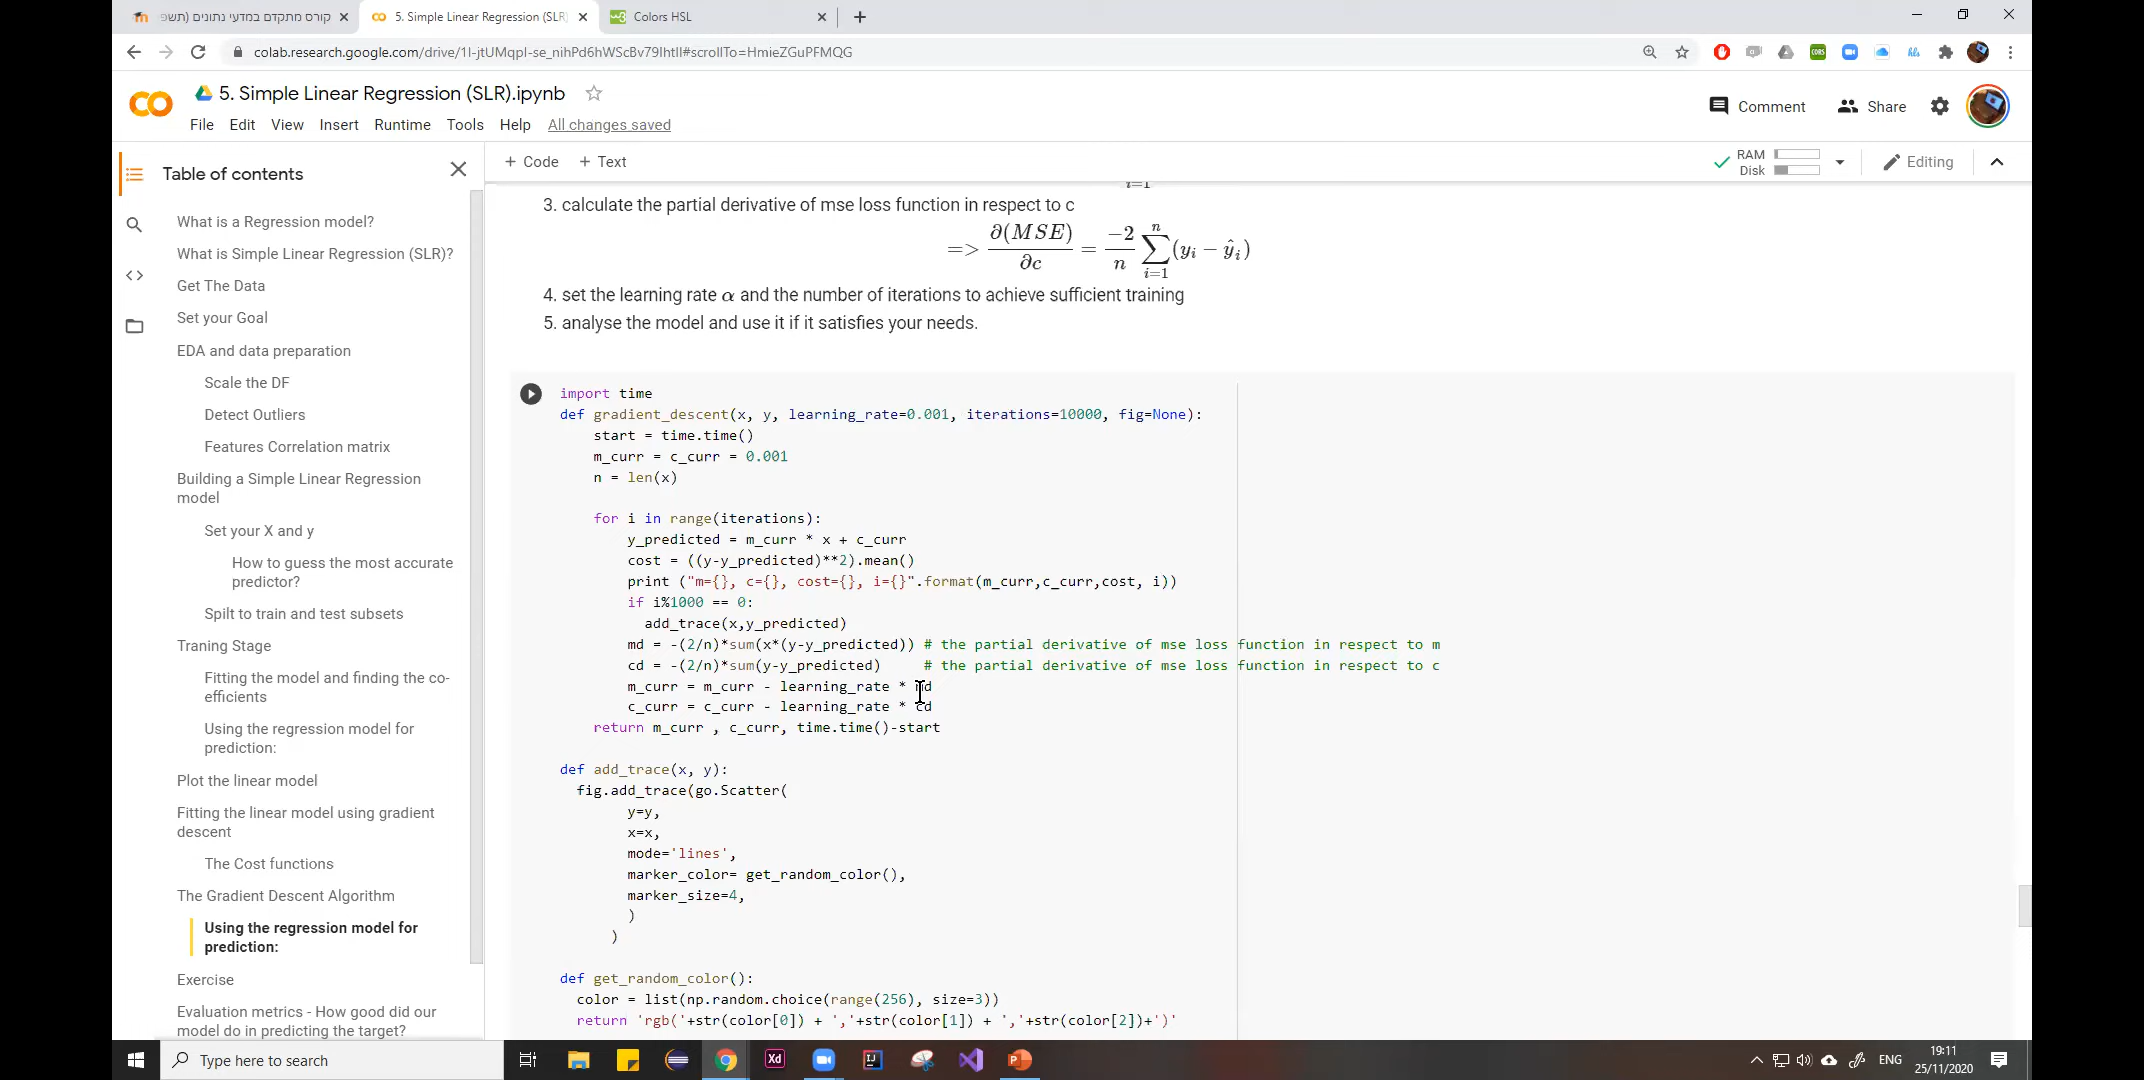 קורס מתקדם במדעי נתונים (תשפ
5. Simple Linear Regression (SLR)
Colors HSL
colab.research.google.com/drive/1I-jtUMqpI-se_nihPd6hWScBv79IhtlI#scrollTo=HmieZGuPFMQG
5. Simple Linear Regression (SLR).ipynb
Comment
Share
File Edit View Insert Runtime Tools Help All changes saved
Table of contents
+ Code + Text
RAM
Disk
Editing
What is a Regression model?
What is Simple Linear Regression (SLR)?
Get The Data
Set your Goal
EDA and data preparation
Scale the DF
Detect Outliers
Features Correlation matrix
Building a Simple Linear Regression
model
Set your X and y
How to guess the most accurate
predictor?
Spilt to train and test subsets
Traning Stage
Fitting the model and finding the co-
efficients
Using the regression model for
prediction:
Plot the linear model
Fitting the linear model using gradient
descent
The Cost functions
The Gradient Descent Algorithm
Using the regression model for
prediction:
Exercise
Evaluation metrics - How good did our
model do in predicting the target?
i=1
3. calculate the partial derivative of mse loss function in respect to c
=> ∂(MSE)/∂c = -2/n ∑_{i=1}^{n} (y_i − ŷ_i)
4. set the learning rate α and the number of iterations to achieve sufficient training
5. analyse the model and use it if it satisfies your needs.
import time
def gradient_descent(x, y, learning_rate=0.001, iterations=10000, fig=None):
start = time.time()
m_curr = c_curr = 0.001
n = len(x)
for i in range(iterations):
y_predicted = m_curr * x + c_curr
cost = ((y-y_predicted)**2).mean()
print ("m={}, c={}, cost={}, i={}".format(m_curr,c_curr,cost, i))
if i%1000 == 0:
add_trace(x,y_predicted)
md = -(2/n)*sum(x*(y-y_predicted)) # the partial derivative of mse loss function in respect to m
cd = -(2/n)*sum(y-y_predicted) # the partial derivative of mse loss function in respect to c
m_curr = m_curr - learning_rate * md
c_curr = c_curr - learning_rate * cd
return m_curr , c_curr, time.time()-start
def add_trace(x, y):
fig.add_trace(go.Scatter(
y=y,
x=x,
mode='lines',
marker_color= get_random_color(),
marker_size=4,
)
)
def get_random_color():
color = list(np.random.choice(range(256), size=3))
return 'rgb('+str(color[0]) + ','+str(color[1]) + ','+str(color[2])+')'
Type here to search
Xd
ENG
19:11
25/11/2020